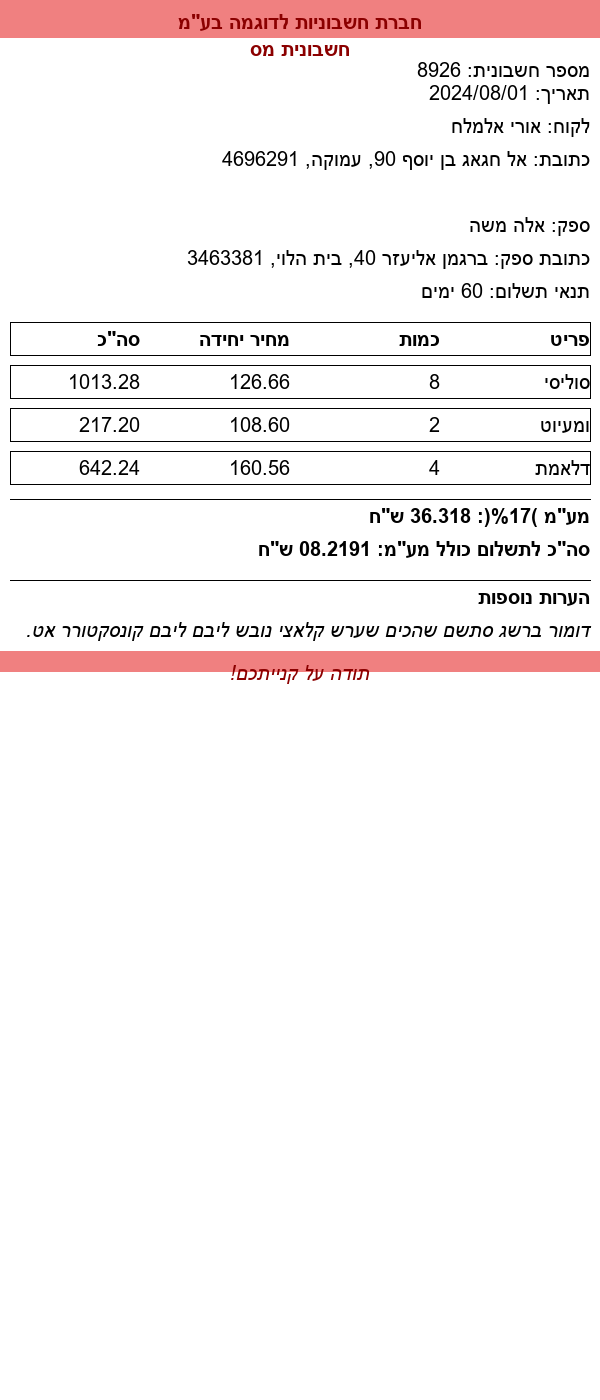 חברת חשבוניות לדוגמה בע"מ
חשבונית מס
מספר חשבונית: 8926
תאריך: 2024/08/01
לקוח: אורי אלמלח
כתובת: אל חגאג בן יוסף 90, עמוקה, 4696291
ספק: אלה משה
כתובת ספק: ברגמן אליעזר 40, בית הלוי, 3463381
תנאי תשלום: 60 ימים
פריט כמות מחיר יחידה סה"כ
סוליסי 8 126.66 1013.28
ומעיוט 2 108.60 217.20
דלאמת 4 160.56 642.24
מע"מ )17%(: 36.318 ש"ח
סה"כ לתשלום כולל מע"מ: 08.2191 ש"ח
הערות נוספות
דומור ברשג סתשם שהכים שערש קלאצי נובש ליבם ליבם קונסקטורר אט.
תודה על קנייתכם!